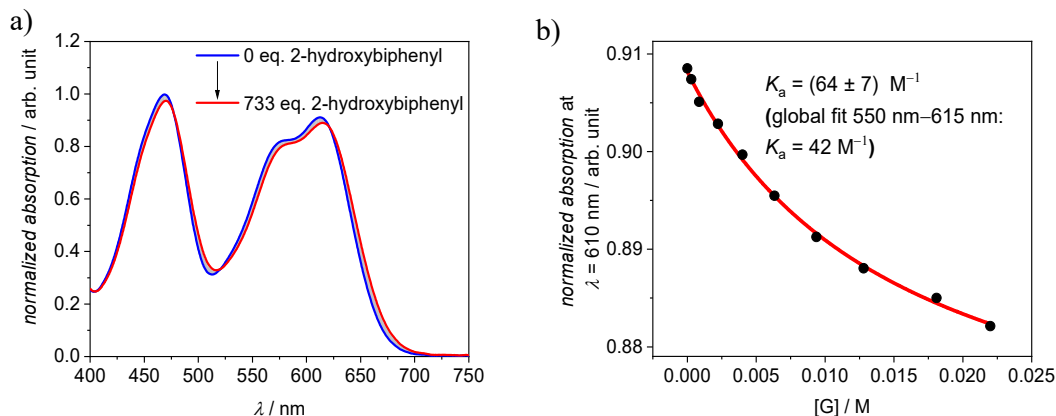 a)
normalized absorption / arb. unit
1.2
1.0
0.8
0.6
0.4
0.2
0.0
0 eq. 2-hydroxybiphenyl
733 eq. 2-hydroxybiphenyl
400 450 500 550 600 650 700 750
λ / nm
b)
normalized absorption at
λ = 610 nm / arb. unit
0.91
0.90
0.89
0.88
Ka = (64 ± 7) M−1
(global fit 550 nm–615 nm:
Ka = 42 M−1)
0.000 0.005 0.010 0.015 0.020 0.025
[G] / M